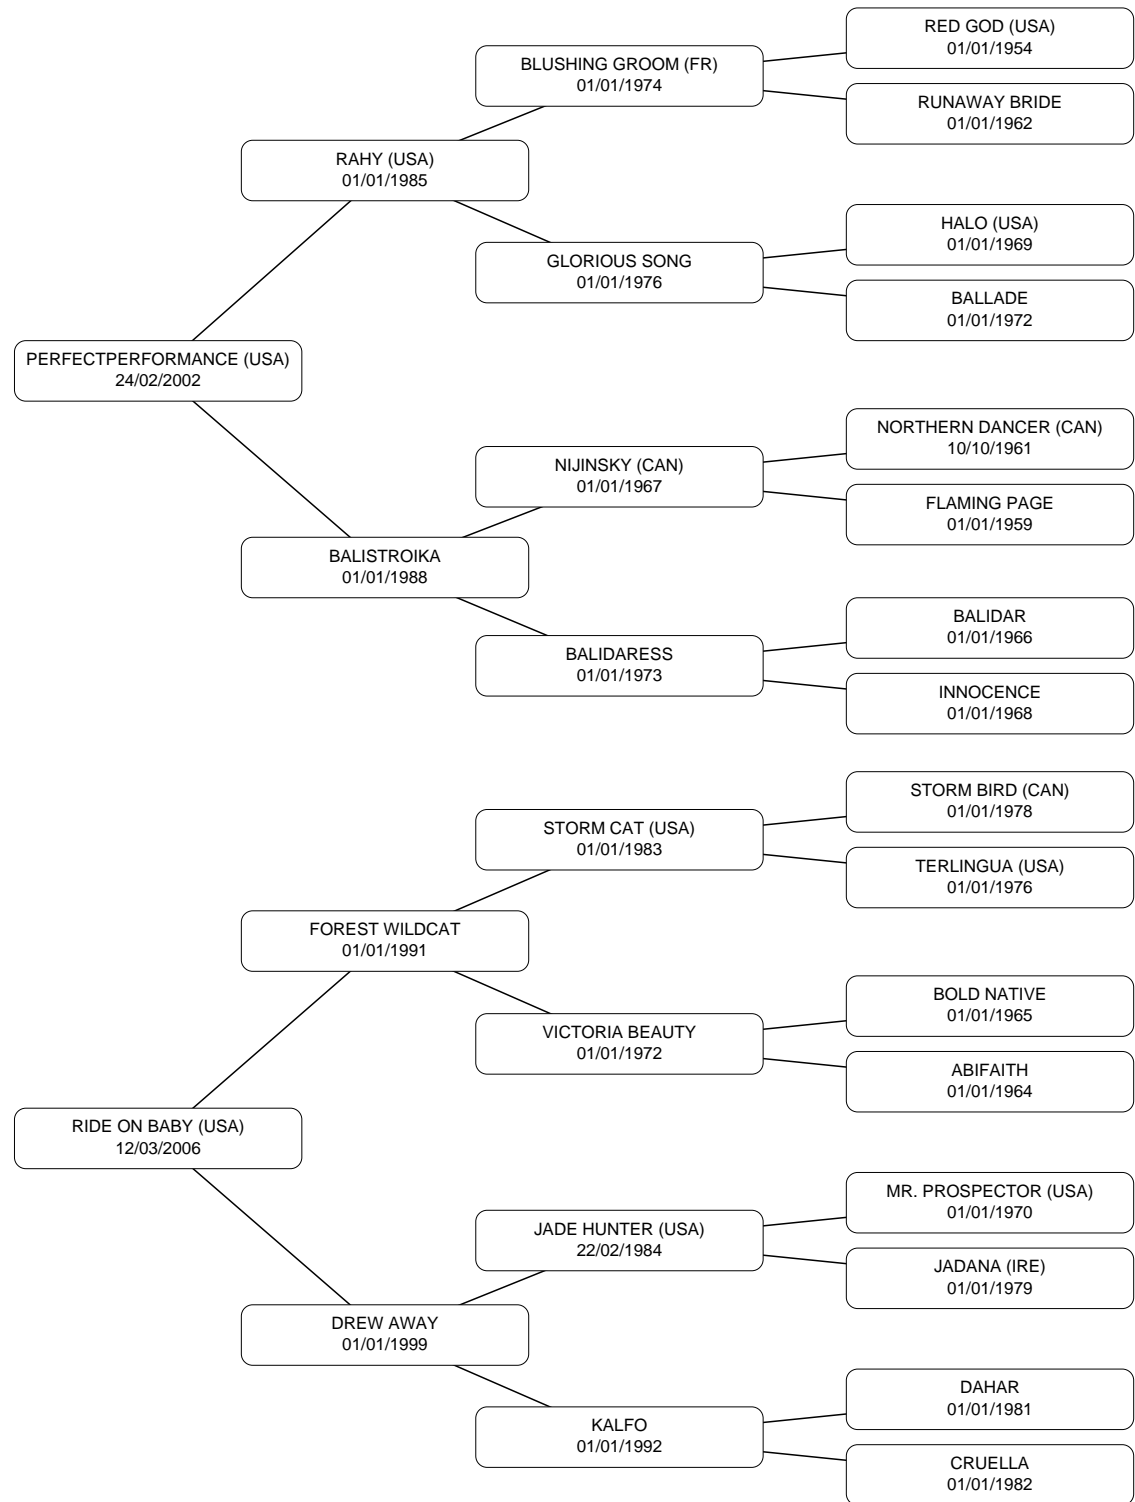 RED GOD (USA)
01/01/1954
BLUSHING GROOM (FR)
01/01/1974
RUNAWAY BRIDE
01/01/1962
RAHY (USA)
01/01/1985
HALO (USA)
01/01/1969
GLORIOUS SONG
01/01/1976
BALLADE
01/01/1972
PERFECTPERFORMANCE (USA)
24/02/2002
NORTHERN DANCER (CAN)
10/10/1961
NIJINSKY (CAN)
01/01/1967
FLAMING PAGE
01/01/1959
BALISTROIKA
01/01/1988
BALIDAR
01/01/1966
BALIDARESS
01/01/1973
INNOCENCE
01/01/1968
STORM BIRD (CAN)
01/01/1978
STORM CAT (USA)
01/01/1983
TERLINGUA (USA)
01/01/1976
FOREST WILDCAT
01/01/1991
BOLD NATIVE
01/01/1965
VICTORIA BEAUTY
01/01/1972
ABIFAITH
01/01/1964
RIDE ON BABY (USA)
12/03/2006
MR. PROSPECTOR (USA)
01/01/1970
JADE HUNTER (USA)
22/02/1984
JADANA (IRE)
01/01/1979
DREW AWAY
01/01/1999
DAHAR
01/01/1981
KALFO
01/01/1992
CRUELLA
01/01/1982